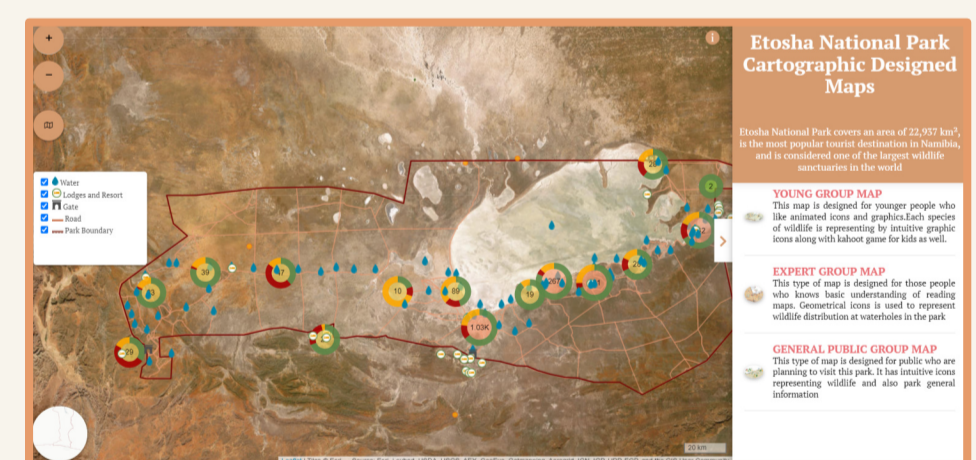 +
i
−
Water
Lodges and Resort
Gate
Road
Park Boundary
2
39
10
19
1.03K
29
20 km
Etosha National Park
Cartographic Designed
Maps
Etosha National Park covers an area of 22,937 km²,
is the most popular tourist destination in Namibia,
and is considered one of the largest wildlife
sanctuaries in the world
YOUNG GROUP MAP
This map is designed for younger people who
like animated icons and graphics.Each species
of wildlife is representing by intuitive graphic
icons along with kahoot game for kids as well.
EXPERT GROUP MAP
This type of map is designed for those people
who knows basic understanding of reading
maps. Geometrical icons is used to represent
wildlife distribution at waterholes in the park
GENERAL PUBLIC GROUP MAP
This type of map is designed for public who are
planning to visit this park. It has intuitive icons
representing wildlife and also park general
information